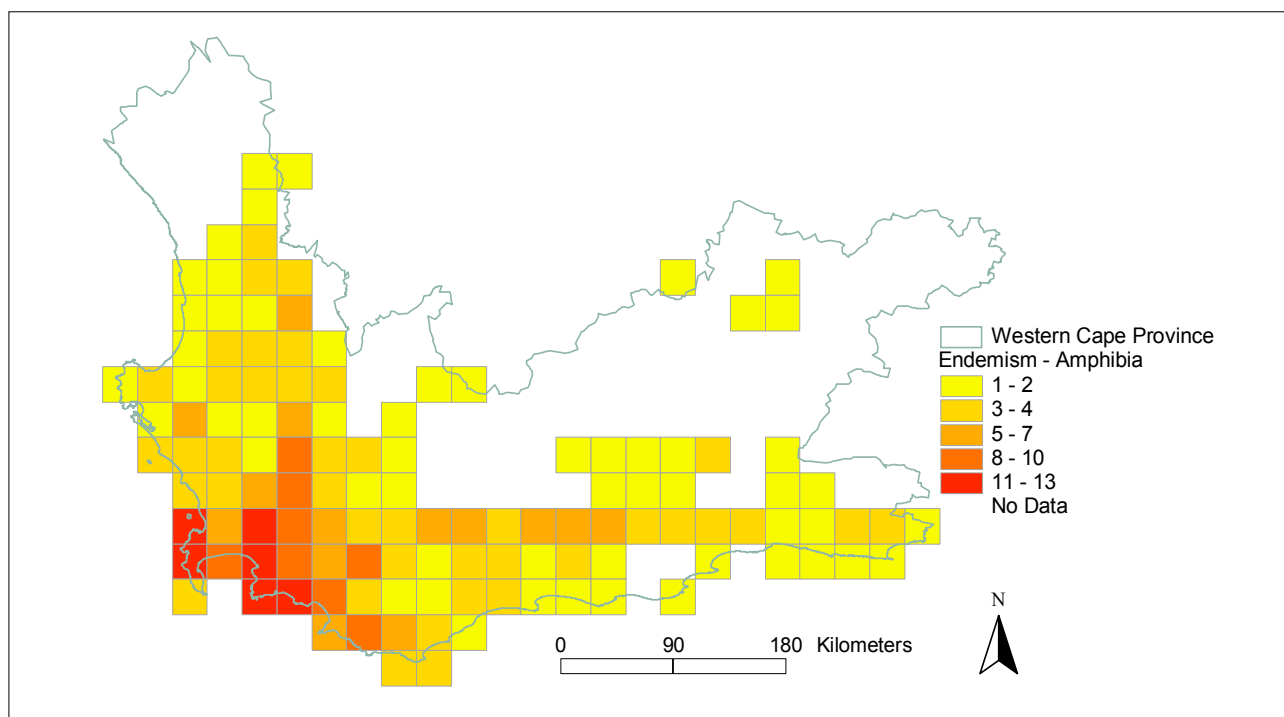 Western Cape Province
Endemism - Amphibia
1 - 2
3 - 4
5 - 7
8 - 10
11 - 13
No Data
N
0 90 180 Kilometers